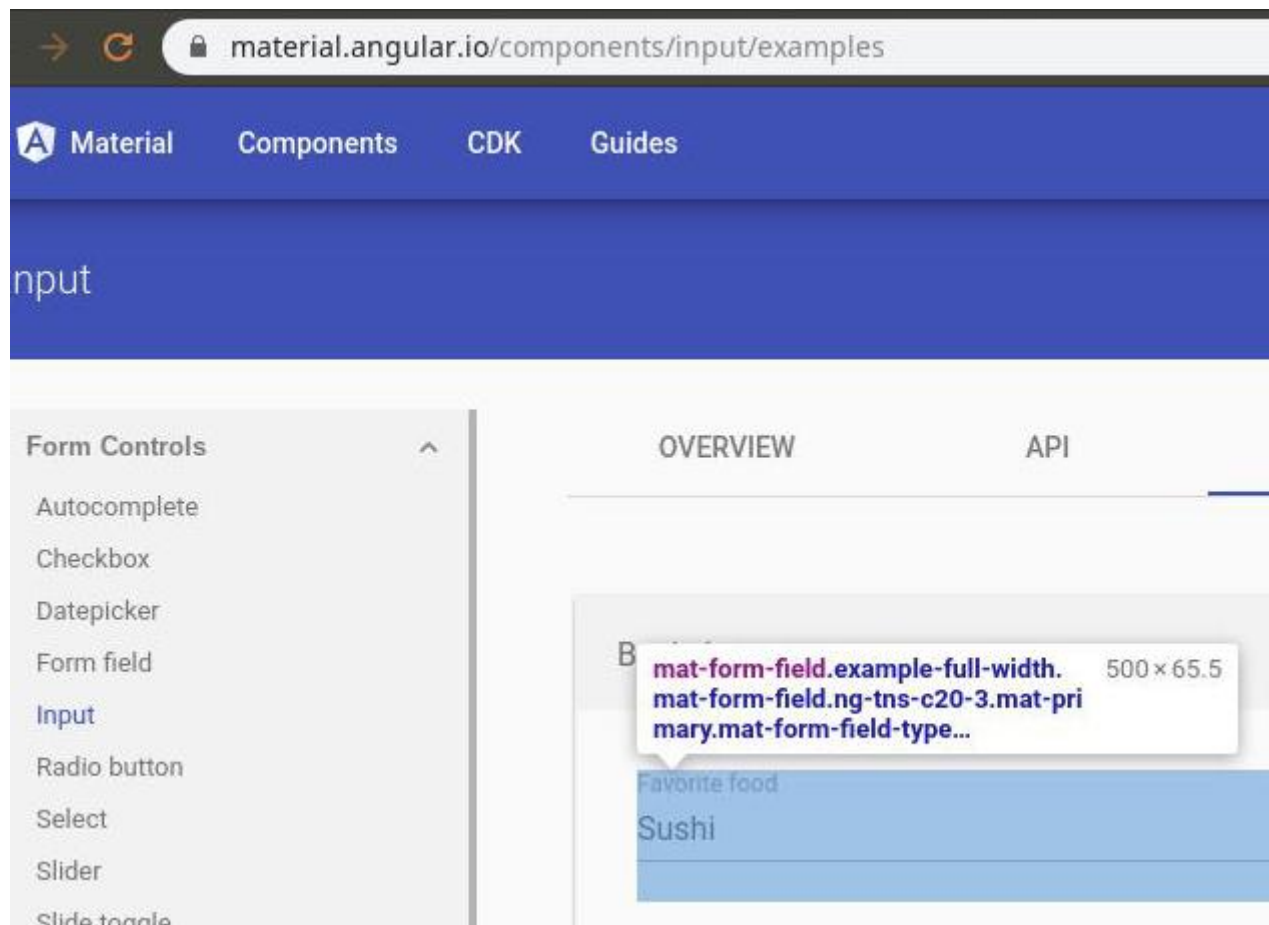 material.angular.io/components/input/examples
Material Components CDK Guides
nput
Form Controls
Autocomplete
Checkbox
Datepicker
Form field
Input
Radio button
Select
Slider
Slide toggle
OVERVIEW API
mat-form-field.example-full-width. 500 × 65.5
mat-form-field.ng-tns-c20-3.mat-pri
mary.mat-form-field-type...
Favorite food
Sushi